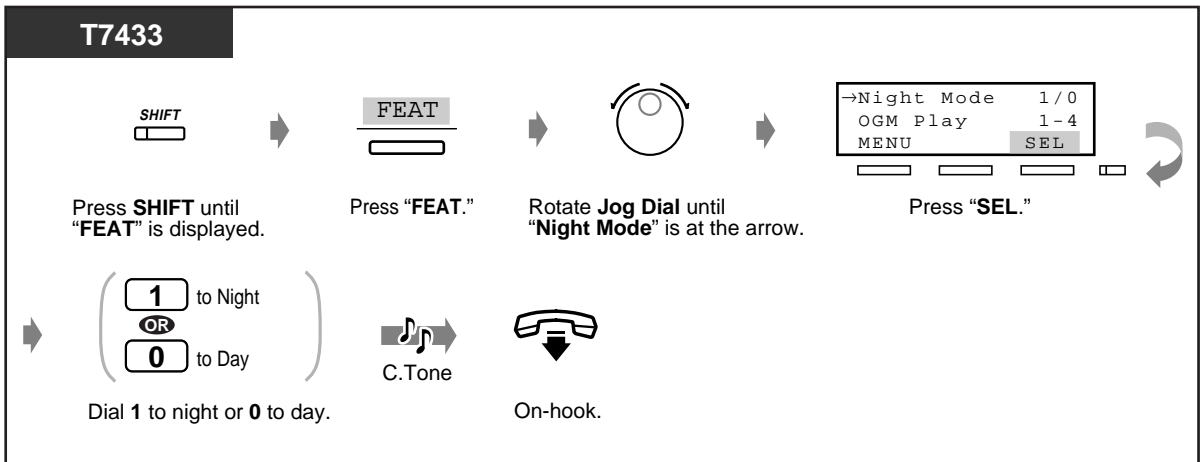 T7433
SHIFT
FEAT
→Night Mode 1/0
OGM Play 1-4
MENU SEL
Press SHIFT until
“FEAT” is displayed.
Press “FEAT.”
Rotate Jog Dial until
“Night Mode” is at the arrow.
Press “SEL.”
1 to Night
OR
0 to Day
C.Tone
Dial 1 to night or 0 to day.
On-hook.